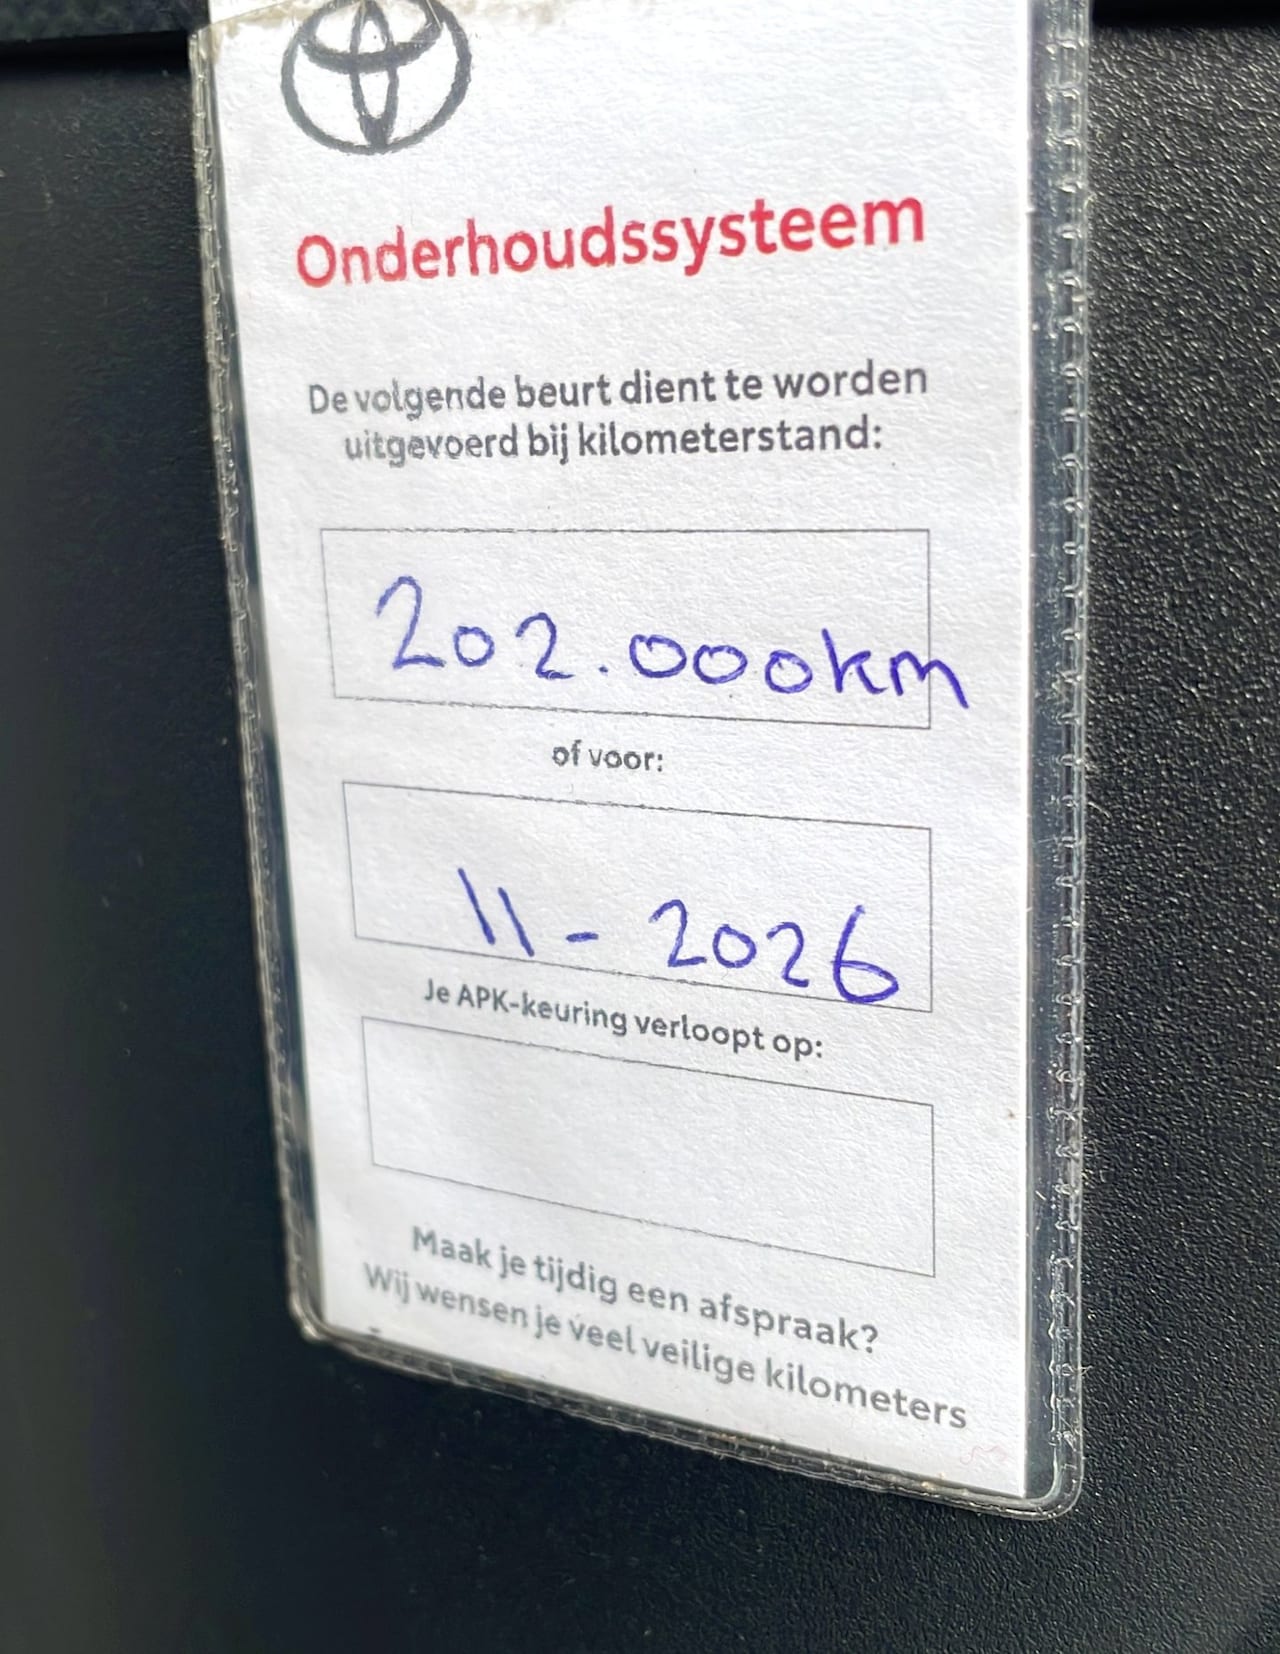 Onderhoudssysteem
De volgende beurt dient te worden
uitgevoerd bij kilometerstand:
202.000km
of voor:
11 - 2026
Je APK-keuring verloopt op:
Maak je tijdig een afspraak?
Wij wensen je veel veilige kilometers